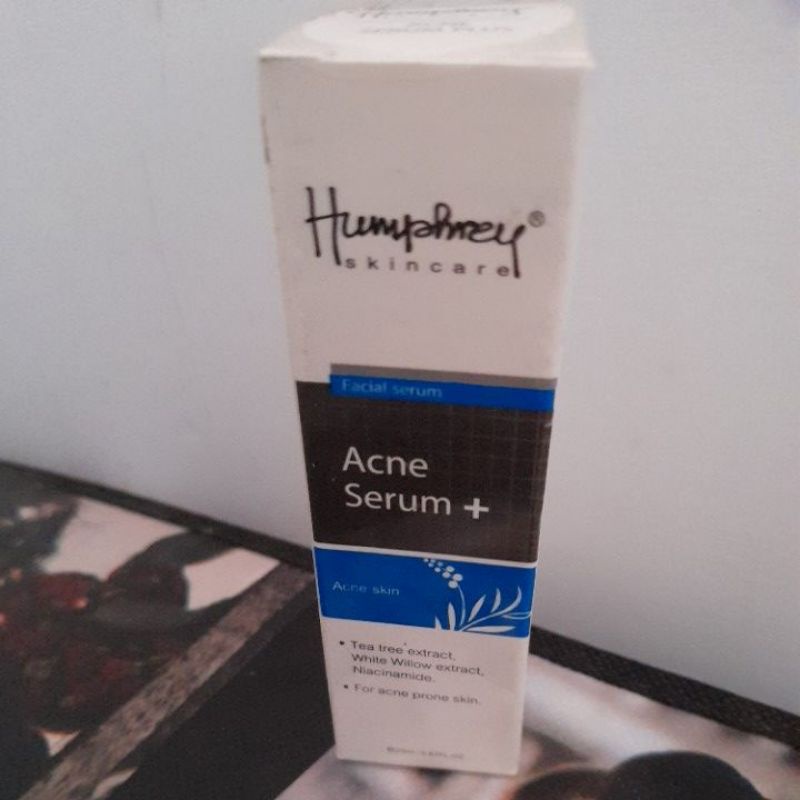 Humphrey®
skincare
Facial serum
Acne
Serum +
Acne skin
• Tea tree extract,
White Willow extract,
Niacinamide.
• For acne prone skin.